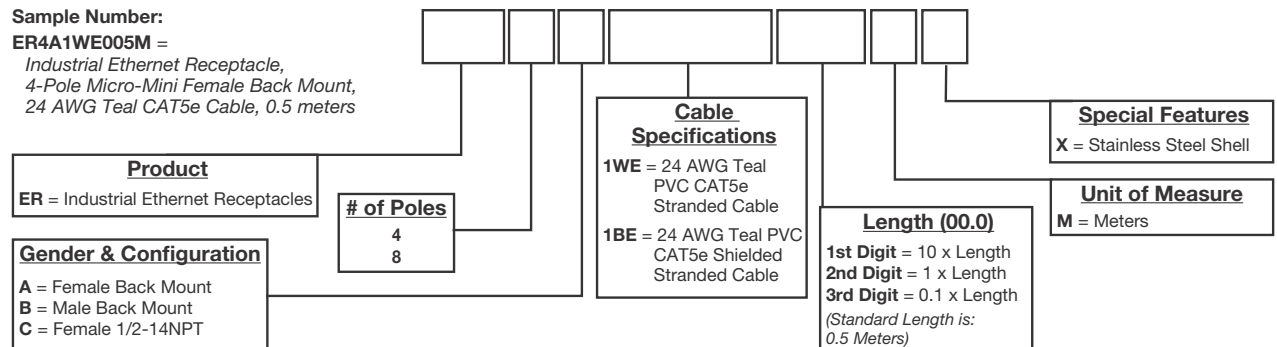 Sample Number:
ER4A1WE005M =
Industrial Ethernet Receptacle,
4-Pole Micro-Mini Female Back Mount,
24 AWG Teal CAT5e Cable, 0.5 meters
Product
ER = Industrial Ethernet Receptacles
Gender & Configuration
A = Female Back Mount
B = Male Back Mount
C = Female 1/2-14NPT
# of Poles
4
8
Cable
Specifications
1WE = 24 AWG Teal
PVC CAT5e
Stranded Cable
1BE = 24 AWG Teal PVC
CAT5e Shielded
Stranded Cable
Length (00.0)
1st Digit = 10 x Length
2nd Digit = 1 x Length
3rd Digit = 0.1 x Length
(Standard Length is:
0.5 Meters)
Special Features
X = Stainless Steel Shell
Unit of Measure
M = Meters